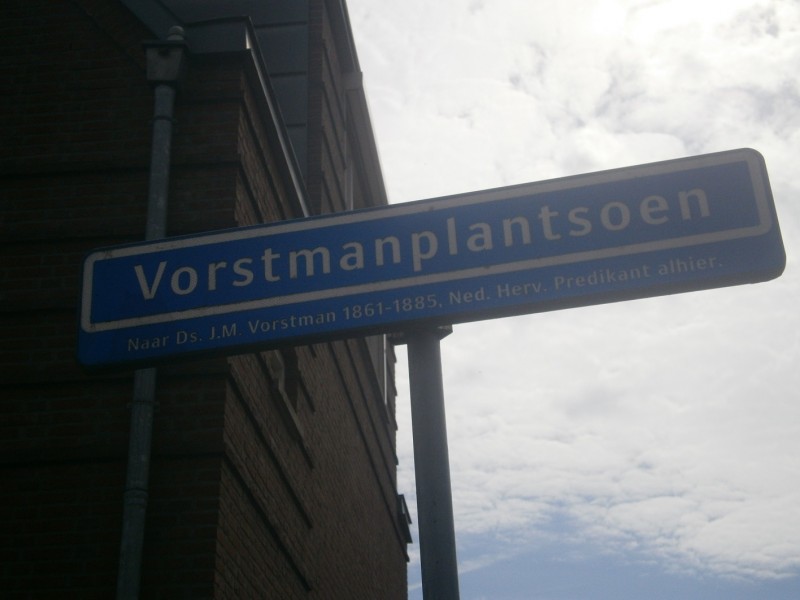 Vorstmanplantsoen
Naar Ds. J.M. Vorstman 1861-1885, Ned. Herv. Predikant alhier.